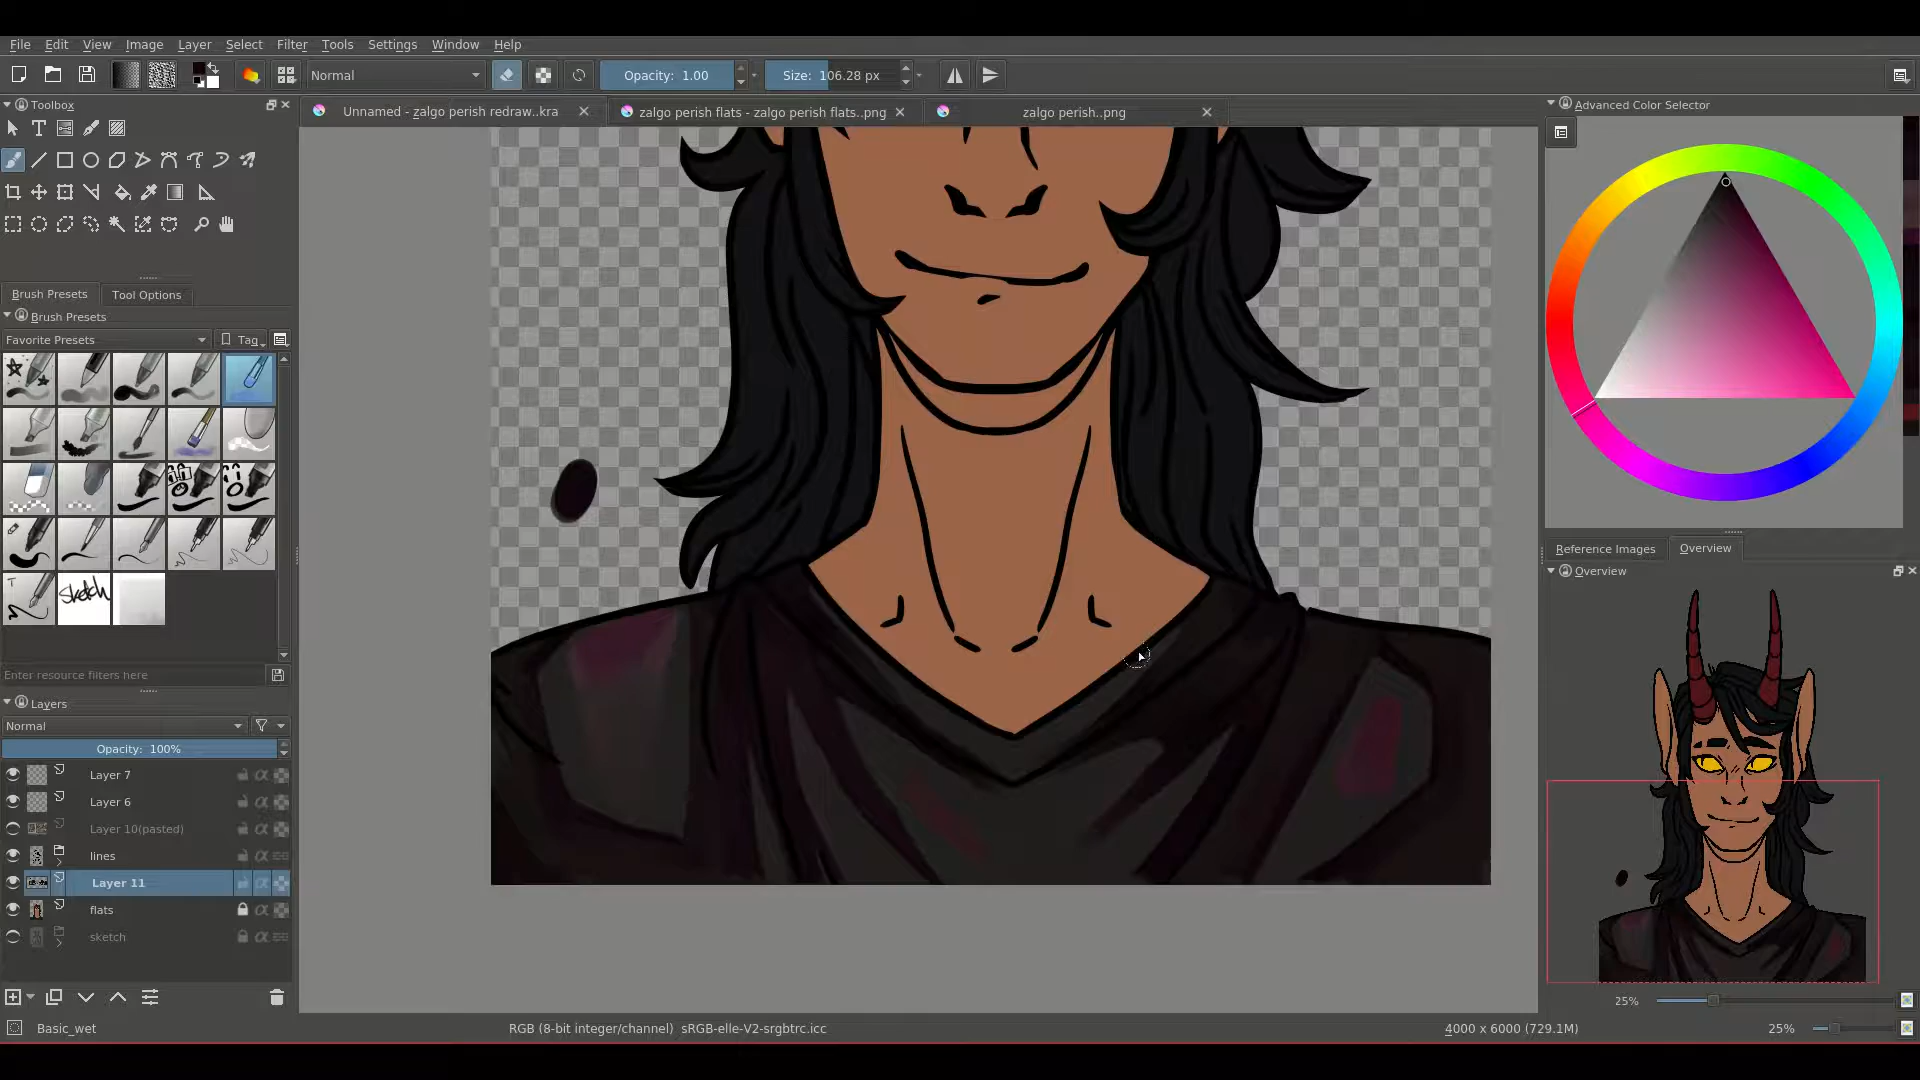 File Edit View Image Layer Select Filter Tools Settings Window Help
Normal Opacity: 1.00 Size: 106.28 px
Toolbox
Unnamed - zalgo perish redraw..kra
zalgo perish flats - zalgo perish flats..png
zalgo perish..png
Advanced Color Selector
Brush Presets Tool Options
Brush Presets
Favorite Presets Tag
T
sketch
Enter resource filters here
Layers
Normal
Opacity: 100%
Layer 7
Layer 6
Layer 10(pasted)
lines
Layer 11
flats
sketch
Reference Images Overview
Overview
25%
Basic_wet
RGB (8-bit integer/channel) sRGB-elle-V2-srgbtrc.icc
4000 x 6000 (729.1M)
25%